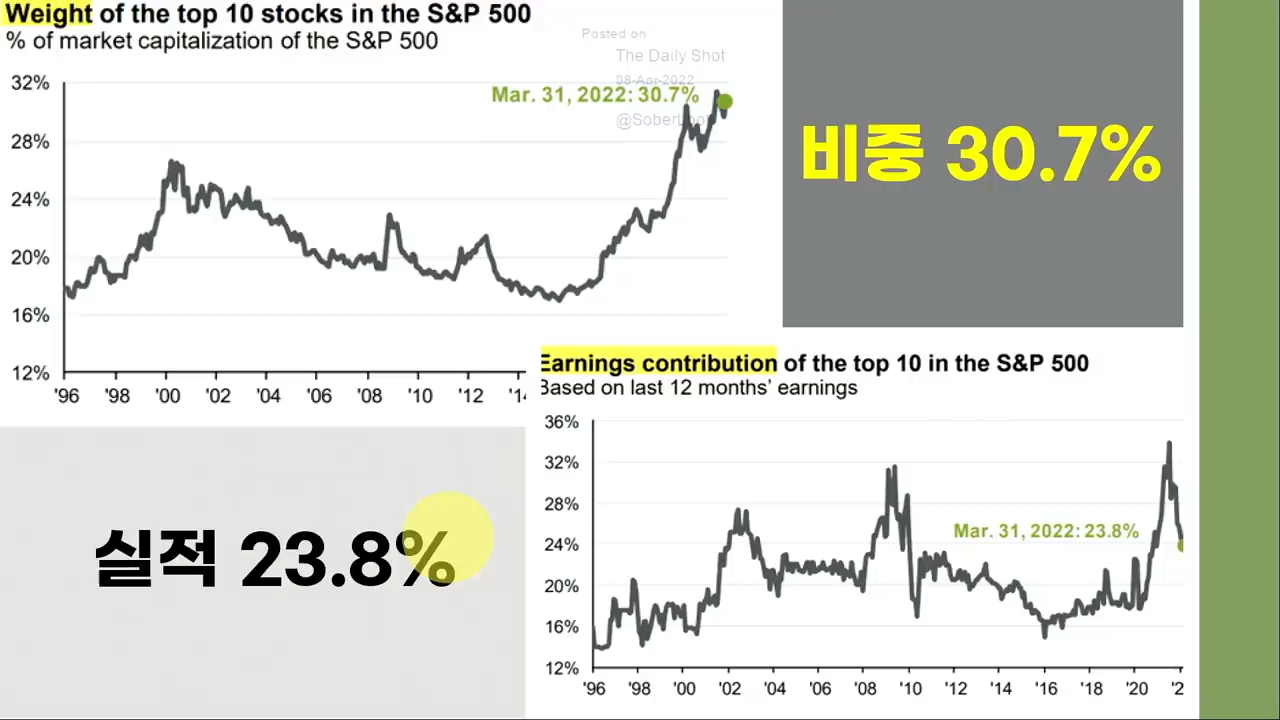 Weight of the top 10 stocks in the S&P 500
% of market capitalization of the S&P 500
Posted on
The Daily Shot
08-Apr-2022
Mar. 31, 2022: 30.7%
32%
28%
24%
20%
16%
12%
'96 '98 '00 '02 '04 '06 '08 '10 '12
비중 30.7%
Earnings contribution of the top 10 in the S&P 500
Based on last 12 months' earnings
36%
32%
28%
24%
20%
16%
12%
Mar. 31, 2022: 23.8%
'96 '98 '00 '02 '04 '06 '08 '10 '12 '14 '16 '18 '20
실적 23.8%